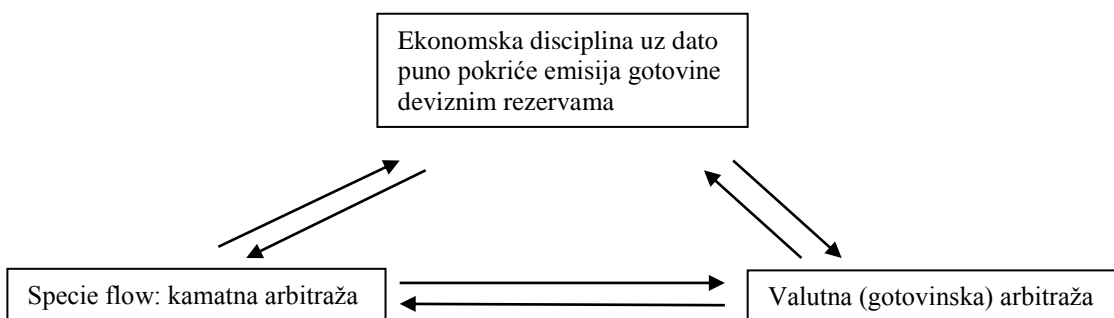 Ekonomska disciplina uz dato
puno pokriće emisija gotovine
deviznim rezervama
Specie flow: kamatna arbitraža
Valutna (gotovinska) arbitraža